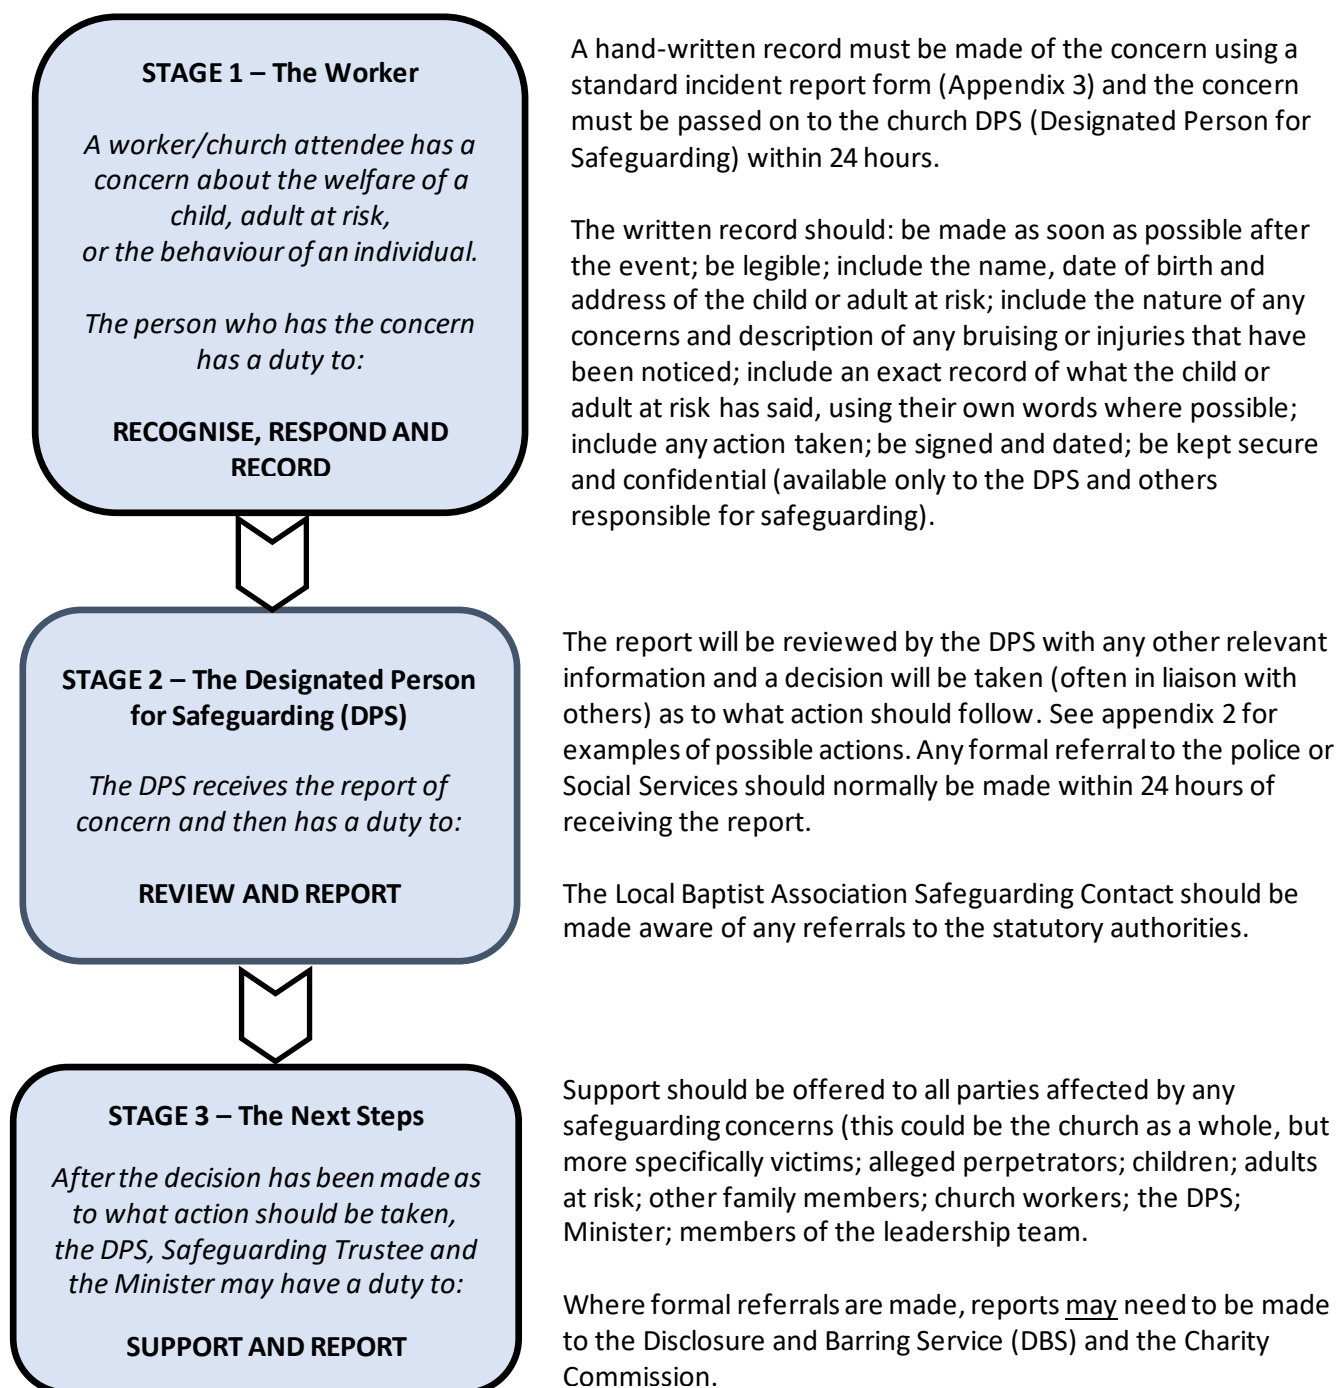 STAGE 1 – The Worker
A worker/church attendee has a
concern about the welfare of a
child, adult at risk,
or the behaviour of an individual.
The person who has the concern
has a duty to:
RECOGNISE, RESPOND AND
RECORD
A hand-written record must be made of the concern using a
standard incident report form (Appendix 3) and the concern
must be passed on to the church DPS (Designated Person for
Safeguarding) within 24 hours.
The written record should: be made as soon as possible after
the event; be legible; include the name, date of birth and
address of the child or adult at risk; include the nature of any
concerns and description of any bruising or injuries that have
been noticed; include an exact record of what the child or
adult at risk has said, using their own words where possible;
include any action taken; be signed and dated; be kept secure
and confidential (available only to the DPS and others
responsible for safeguarding).
STAGE 2 – The Designated Person
for Safeguarding (DPS)
The DPS receives the report of
concern and then has a duty to:
REVIEW AND REPORT
The report will be reviewed by the DPS with any other relevant
information and a decision will be taken (often in liaison with
others) as to what action should follow. See appendix 2 for
examples of possible actions. Any formal referral to the police or
Social Services should normally be made within 24 hours of
receiving the report.
The Local Baptist Association Safeguarding Contact should be
made aware of any referrals to the statutory authorities.
STAGE 3 – The Next Steps
After the decision has been made as
to what action should be taken,
the DPS, Safeguarding Trustee and
the Minister may have a duty to:
SUPPORT AND REPORT
Support should be offered to all parties affected by any
safeguarding concerns (this could be the church as a whole, but
more specifically victims; alleged perpetrators; children; adults
at risk; other family members; church workers; the DPS;
Minister; members of the leadership team.
Where formal referrals are made, reports may need to be made
to the Disclosure and Barring Service (DBS) and the Charity
Commission.